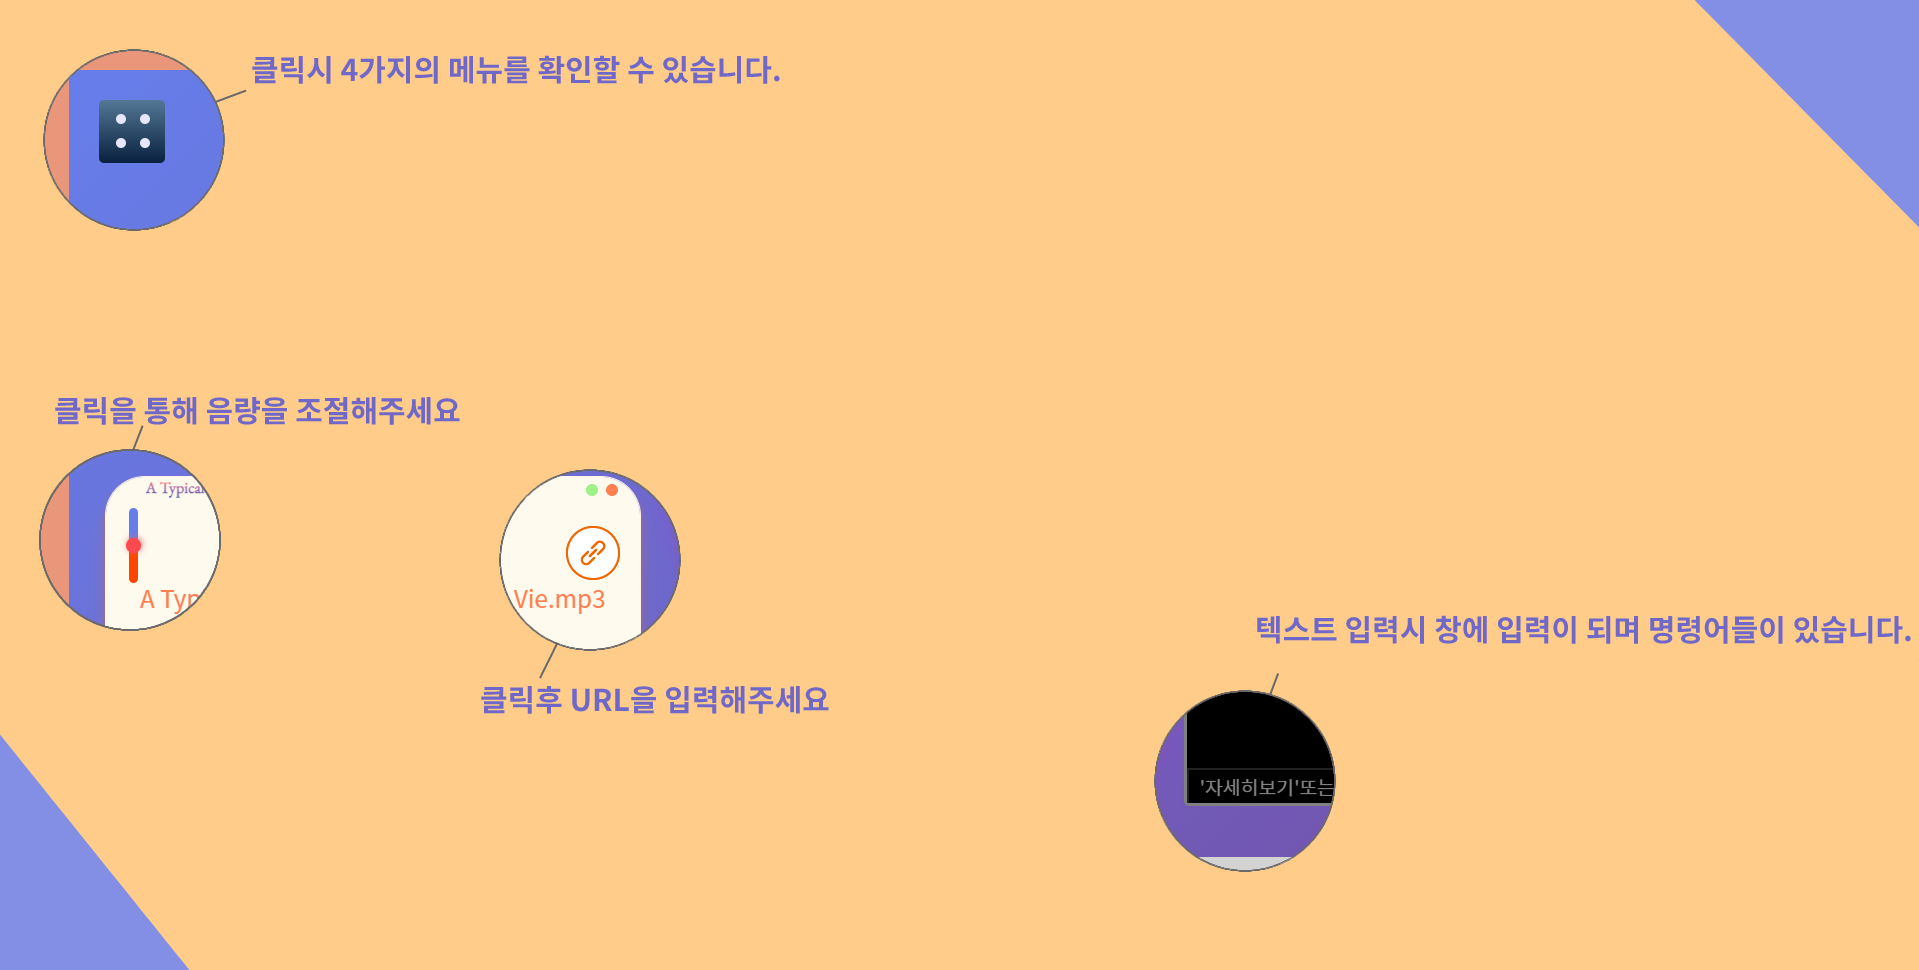 클릭시 4가지의 메뉴를 확인할 수 있습니다.
클릭을 통해 음량을 조절해주세요
A Typical
A Typ
Vie.mp3
클릭후 URL을 입력해주세요
텍스트 입력시 창에 입력이 되며 명령어들이 있습니다.
'자세히보기'또는